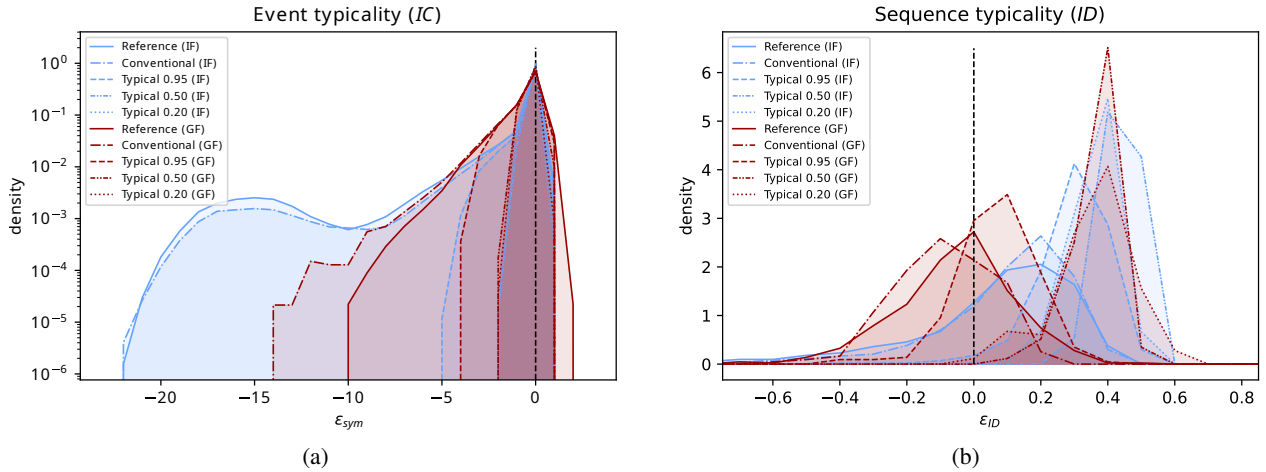 Event typicality (IC)
Reference (IF)
Conventional (IF)
Typical 0.95 (IF)
Typical 0.50 (IF)
Typical 0.20 (IF)
Reference (GF)
Conventional (GF)
Typical 0.95 (GF)
Typical 0.50 (GF)
Typical 0.20 (GF)
density
10⁰
10⁻¹
10⁻²
10⁻³
10⁻⁴
10⁻⁵
10⁻⁶
−20 −15 −10 −5 0
ε_sym
(a)
Sequence typicality (ID)
Reference (IF)
Conventional (IF)
Typical 0.95 (IF)
Typical 0.50 (IF)
Typical 0.20 (IF)
Reference (GF)
Conventional (GF)
Typical 0.95 (GF)
Typical 0.50 (GF)
Typical 0.20 (GF)
density
6
5
4
3
2
1
0
−0.6 −0.4 −0.2 0.0 0.2 0.4 0.6 0.8
ε_ID
(b)